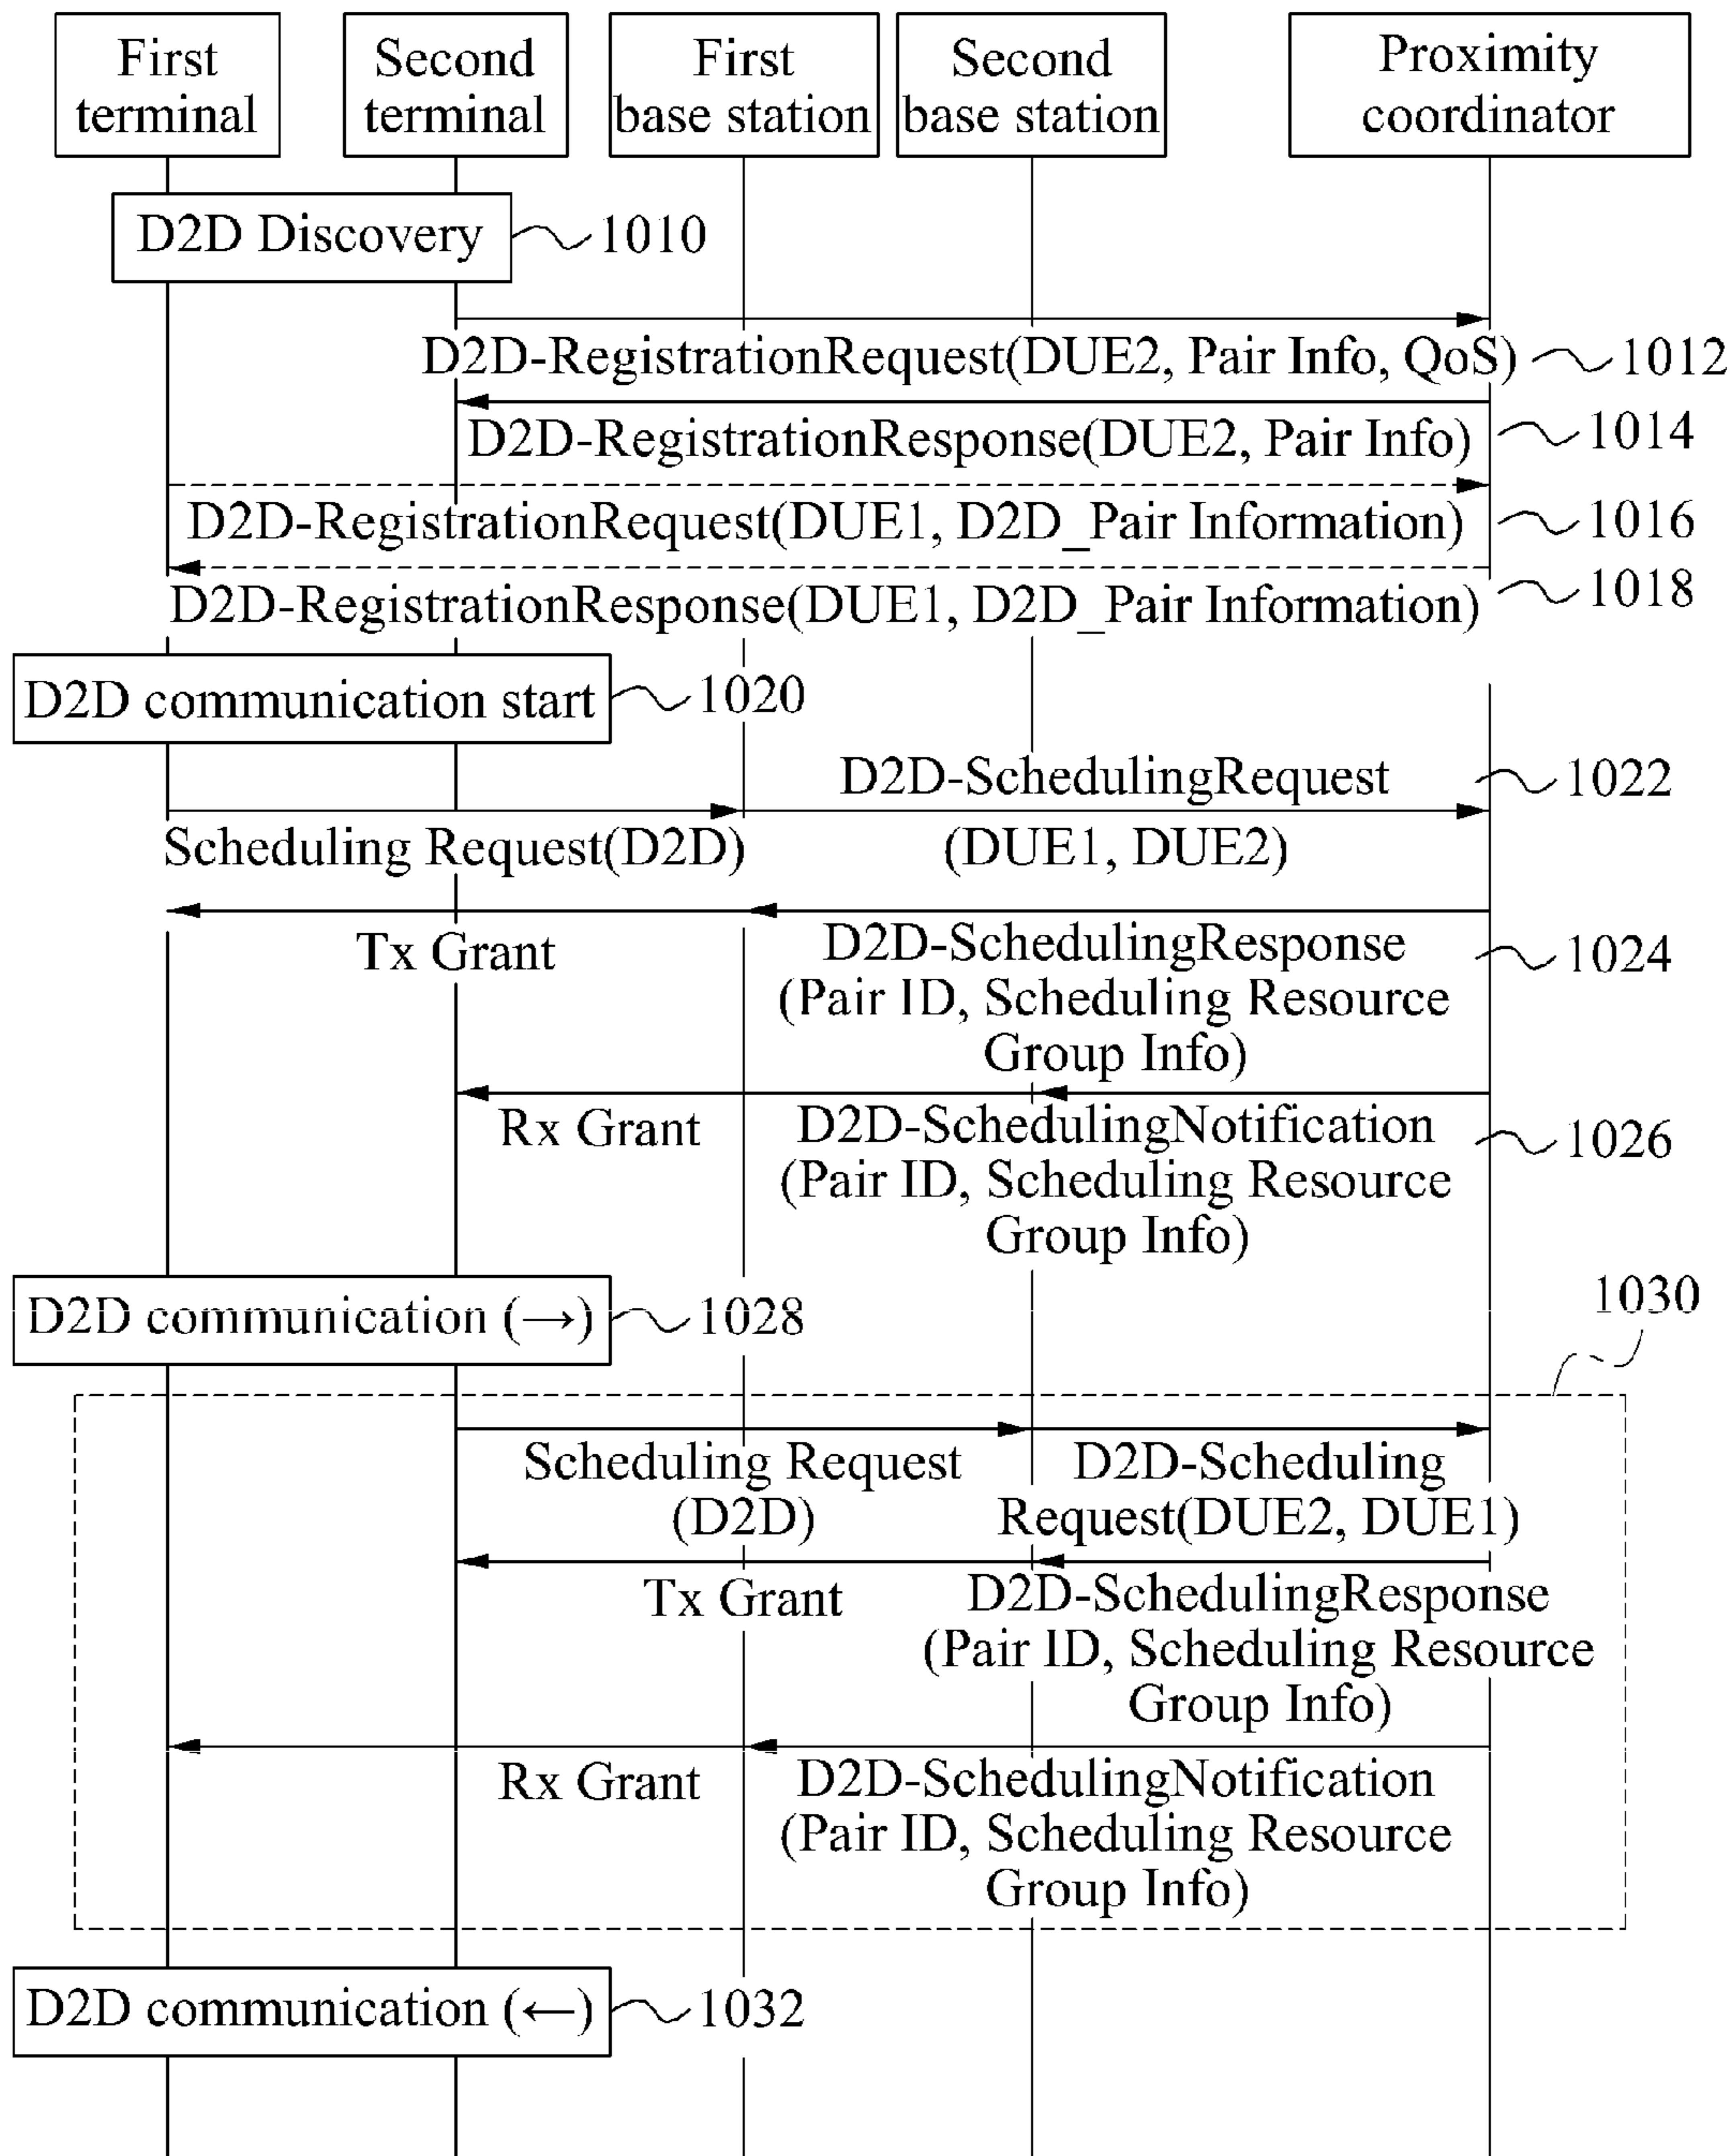 First
terminal
Second
terminal
First
base station
Second
base station
Proximity
coordinator
D2D Discovery
1010
D2D-RegistrationRequest(DUE2, Pair Info, QoS)
1012
D2D-RegistrationResponse(DUE2, Pair Info)
1014
D2D-RegistrationRequest(DUE1, D2D_Pair Information)
1016
D2D-RegistrationResponse(DUE1, D2D_Pair Information)
1018
D2D communication start
1020
D2D-SchedulingRequest
1022
Scheduling Request(D2D)
(DUE1, DUE2)
Tx Grant
D2D-SchedulingResponse
(Pair ID, Scheduling Resource
Group Info)
1024
Rx Grant
D2D-SchedulingNotification
(Pair ID, Scheduling Resource
Group Info)
1026
D2D communication (→)
1028
1030
Scheduling Request
(D2D)
D2D-Scheduling
Request(DUE2, DUE1)
Tx Grant
D2D-SchedulingResponse
(Pair ID, Scheduling Resource
Group Info)
Rx Grant
D2D-SchedulingNotification
(Pair ID, Scheduling Resource
Group Info)
D2D communication (←)
1032